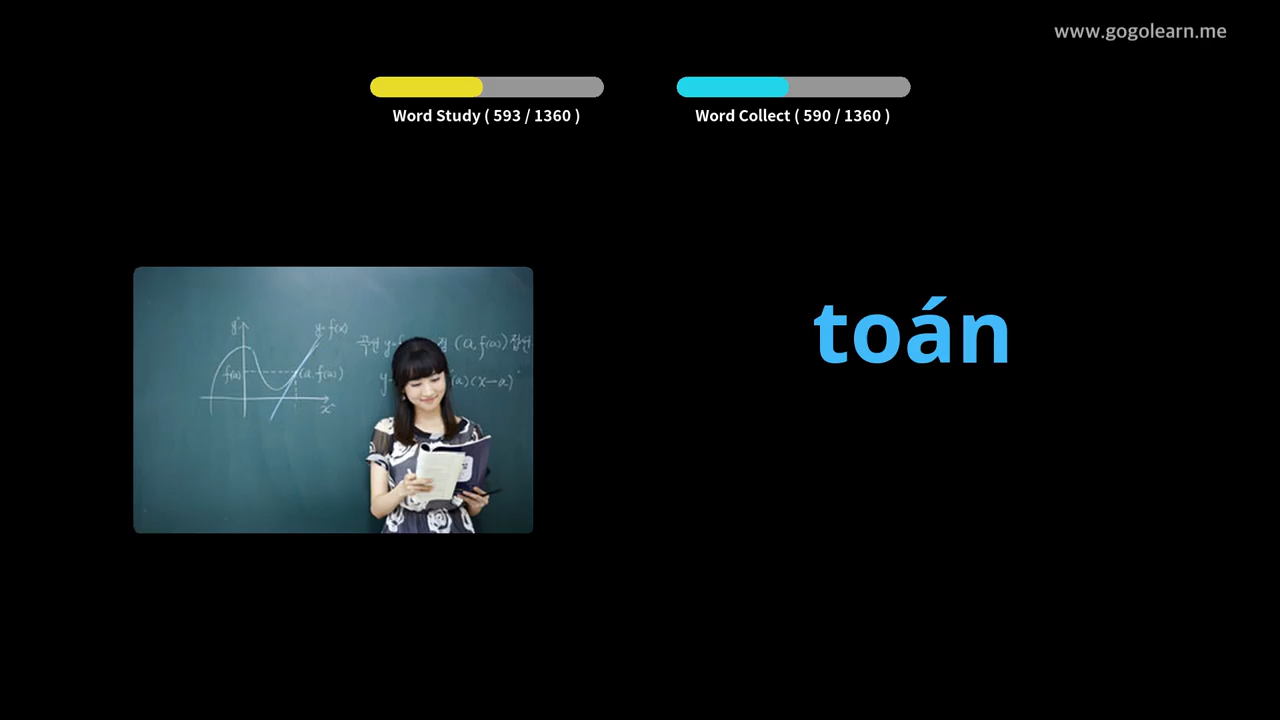 www.gogolearn.me
Word Study ( 593 / 1360 )
Word Collect ( 590 / 1360 )
toán
y
y=f(x)
f(a)
(a, f(a))
x
(a, f(a))
(x-a)